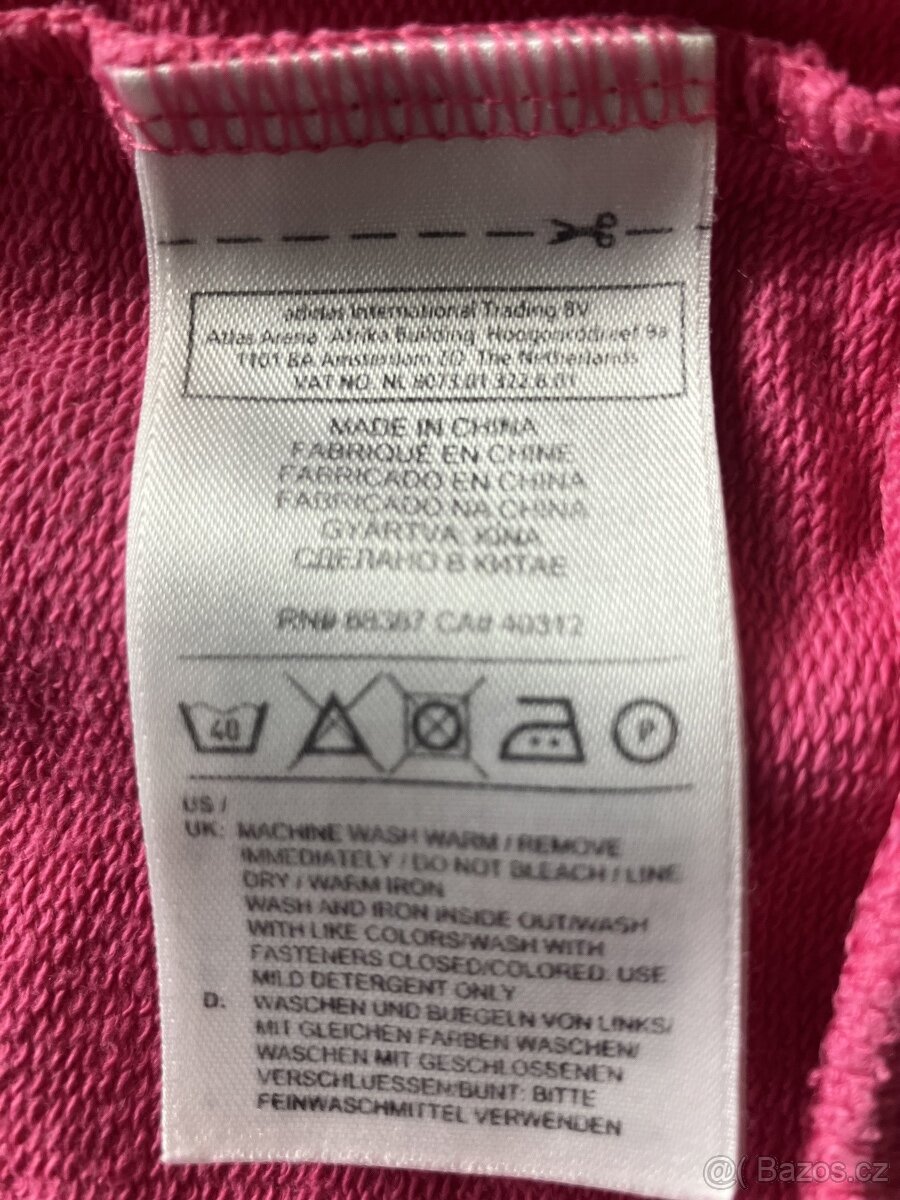 adidas International Trading BV
Atlas Arena Afrika Building, Hoogoorddreef 9a
1101 BA Amsterdam ZO, The Netherlands
VAT NO. NL 8073.01.322.B.01
MADE IN CHINA
FABRIQUÉ EN CHINE
FABRICADO EN CHINA
FABRICADO NA CHINA
GYÁRTVA: KÍNA
СДЕЛАНО В КИТАЕ
RN# 88387 CA# 40312
40
P
US /
UK: MACHINE WASH WARM / REMOVE
IMMEDIATELY / DO NOT BLEACH / LINE
DRY / WARM IRON
WASH AND IRON INSIDE OUT/WASH
WITH LIKE COLORS/WASH WITH
FASTENERS CLOSED/COLORED: USE
MILD DETERGENT ONLY
D: WASCHEN UND BUEGELN VON LINKS/
MIT GLEICHEN FARBEN WASCHEN/
WASCHEN MIT GESCHLOSSENEN
VERSCHLUESSEN/BUNT: BITTE
FEINWASCHMITTEL VERWENDEN
@( Bazos.cz